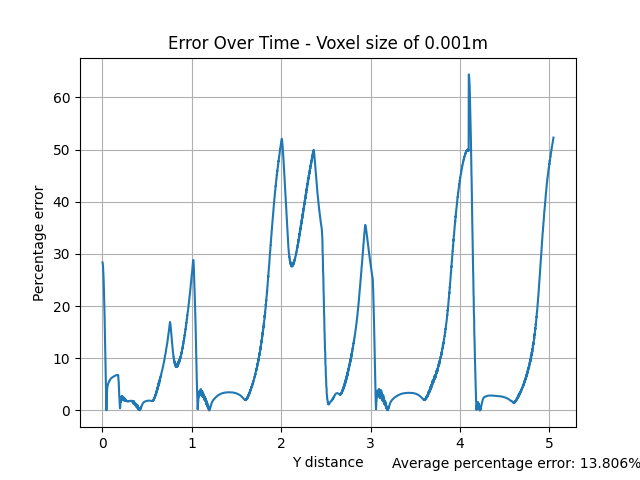 Error Over Time - Voxel size of 0.001m
Percentage error
60
50
40
30
20
10
0
0 1 2 3 4 5
Y distance
Average percentage error: 13.806%